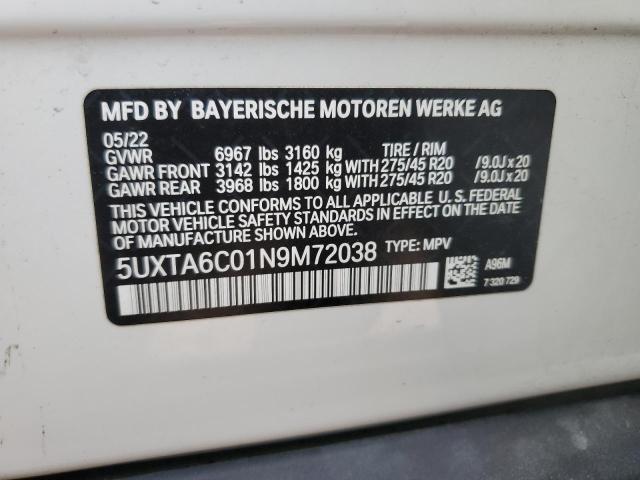 MFD BY BAYERISCHE MOTOREN WERKE AG
05/22
GVWR 6967 lbs 3160 kg TIRE / RIM
GAWR FRONT 3142 lbs 1425 kg WITH 275/45 R20 /9.0J x 20
GAWR REAR 3968 lbs 1800 kg WITH 275/45 R20 /9.0J x 20
THIS VEHICLE CONFORMS TO ALL APPLICABLE U.S. FEDERAL
MOTOR VEHICLE SAFETY STANDARDS IN EFFECT ON THE DATE
OF MANUFACTURE SHOWN ABOVE.
5UXTA6C01N9M72038 TYPE: MPV
A96M
7 320 729